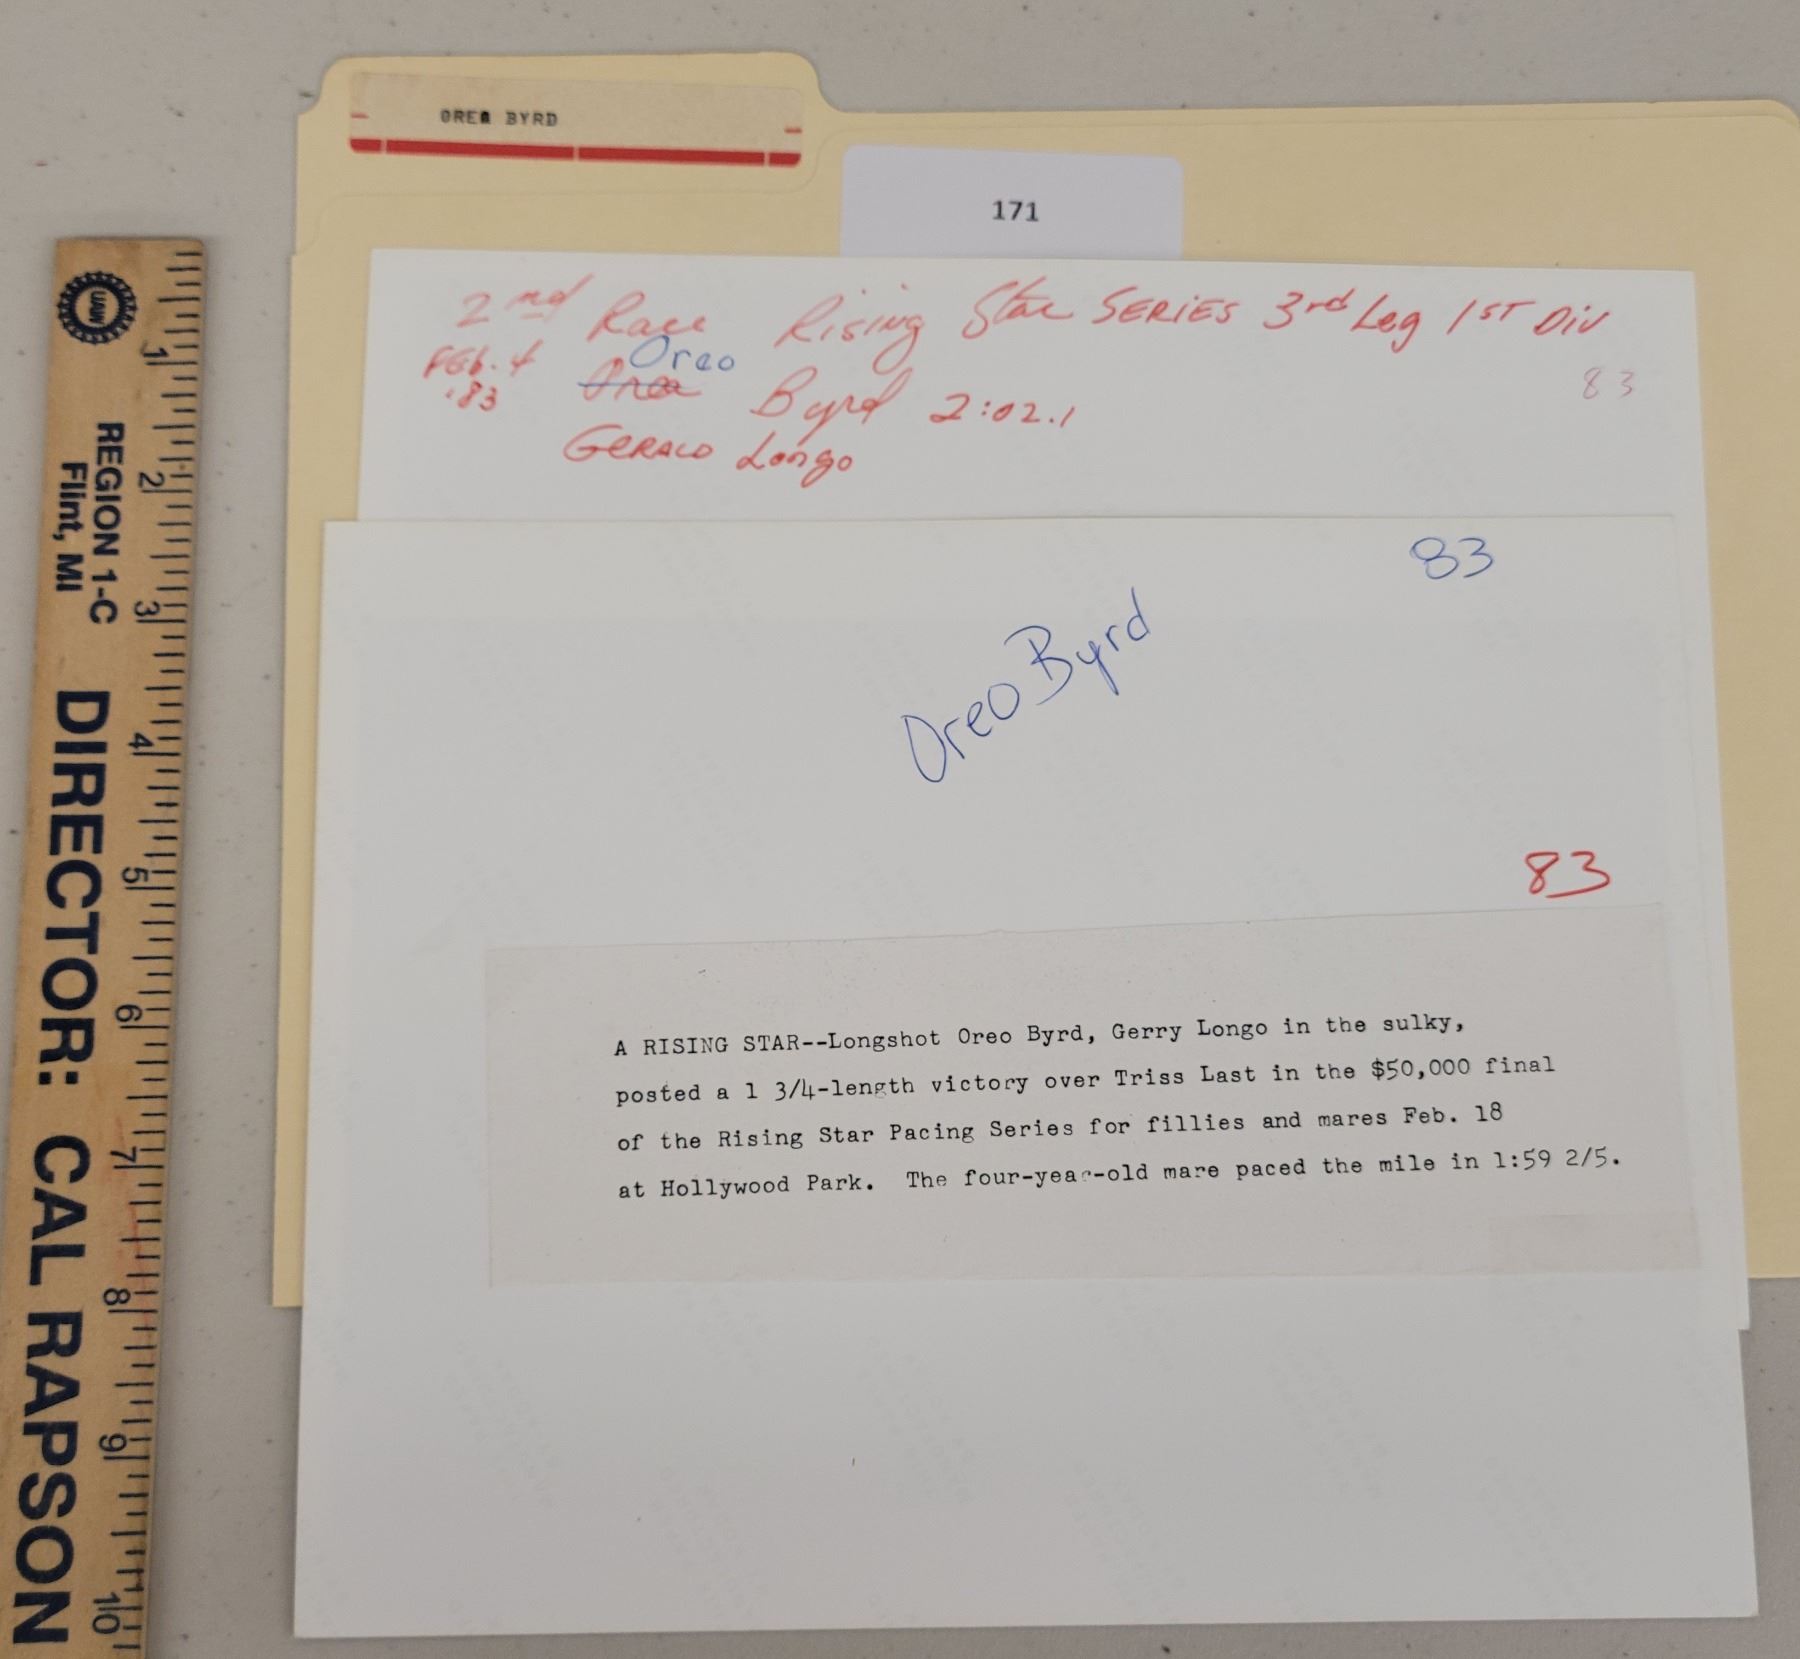 OREO BYRD
171
2nd Race Rising Star SERIES 3rd Leg 1ST DIV
FEB. 4 Oreo
'83 Orea Byrd 2:02.1
83
GERALD Longo
83
Oreo Byrd
83
A RISING STAR--Longshot Oreo Byrd, Gerry Longo in the sulky,
posted a 1 3/4-length victory over Triss Last in the $50,000 final
of the Rising Star Pacing Series for fillies and mares Feb. 18
at Hollywood Park. The four-year-old mare paced the mile in 1:59 2/5.
UAW
REGION 1-C
Flint, MI
DIRECTOR: CAL RAPSON
1
2
3
4
5
6
7
8
9
10